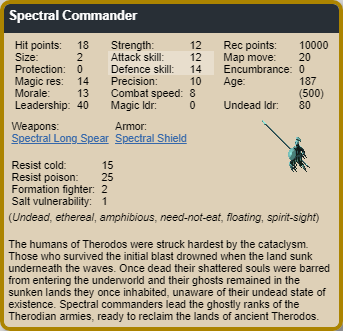 Spectral Commander
Hit points: 18 Strength: 12 Rec points: 10000
Size: 2 Attack skill: 12 Map move: 20
Protection: 0 Defence skill: 14 Encumbrance: 0
Magic res: 14 Precision: 10 Age: 187
Morale: 13 Combat speed: 8 (500)
Leadership: 40 Magic ldr: 0 Undead ldr: 80
Weapons: Armor:
Spectral Long Spear Spectral Shield
Resist cold: 15
Resist poison: 25
Formation fighter: 2
Salt vulnerability: 1
(Undead, ethereal, amphibious, need-not-eat, floating, spirit-sight)
The humans of Therodos were struck hardest by the cataclysm.
Those who survived the initial blast drowned when the land sunk
underneath the waves. Once dead their shattered souls were barred
from entering the underworld and their ghosts remained in the
sunken lands they once inhabited, unaware of their undead state of
existence. Spectral commanders lead the ghostly ranks of the
Therodian armies, ready to reclaim the lands of ancient Therodos.